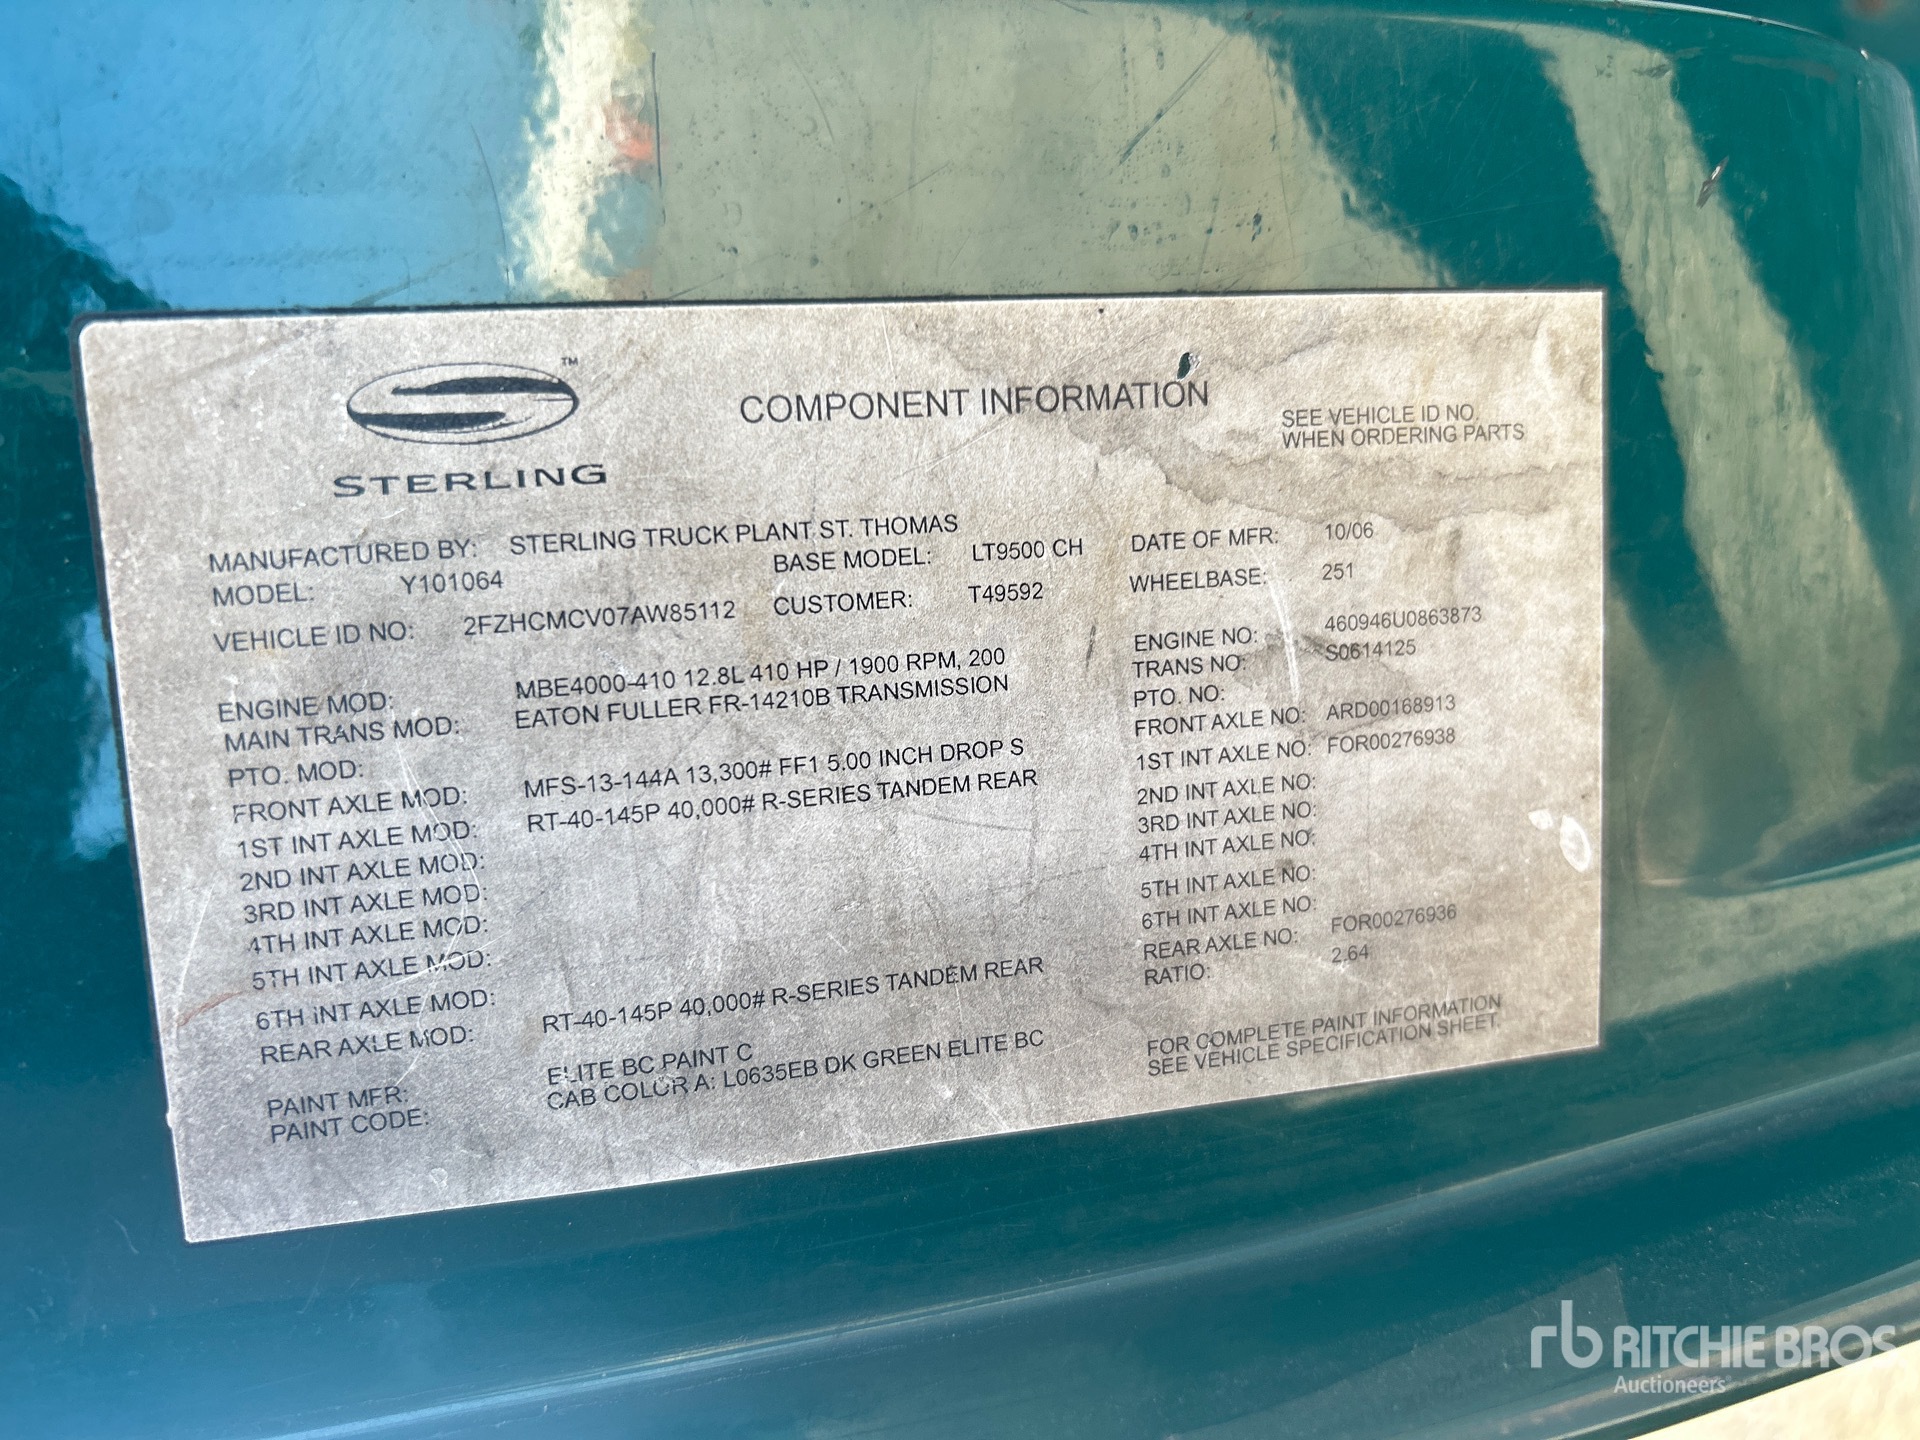 STERLING
™
COMPONENT INFORMATION
SEE VEHICLE ID NO.
WHEN ORDERING PARTS
MANUFACTURED BY: STERLING TRUCK PLANT ST. THOMAS
DATE OF MFR: 10/06
MODEL: Y101064
BASE MODEL: LT9500 CH
WHEELBASE: 251
VEHICLE ID NO: 2FZHCMCV07AW85112
CUSTOMER: T49592
ENGINE MOD: MBE4000-410 12.8L 410 HP / 1900 RPM, 200
ENGINE NO: 460946U0863873
MAIN TRANS MOD: EATON FULLER FR-14210B TRANSMISSION
TRANS NO: S0614125
PTO. MOD:
PTO. NO:
FRONT AXLE MOD: MFS-13-144A 13,300# FF1 5.00 INCH DROP S
FRONT AXLE NO: ARD00168913
1ST INT AXLE MOD: RT-40-145P 40,000# R-SERIES TANDEM REAR
1ST INT AXLE NO: FOR00276938
2ND INT AXLE MOD:
2ND INT AXLE NO:
3RD INT AXLE MOD:
3RD INT AXLE NO:
4TH INT AXLE MOD:
4TH INT AXLE NO:
5TH INT AXLE MOD:
5TH INT AXLE NO:
6TH INT AXLE MOD:
6TH INT AXLE NO:
REAR AXLE MOD: RT-40-145P 40,000# R-SERIES TANDEM REAR
REAR AXLE NO: FOR00276936
RATIO: 2.64
PAINT MFR: ELITE BC PAINT C
PAINT CODE: CAB COLOR A: L0635EB DK GREEN ELITE BC
FOR COMPLETE PAINT INFORMATION
SEE VEHICLE SPECIFICATION SHEET.
rb RITCHIE BROS
Auctioneers